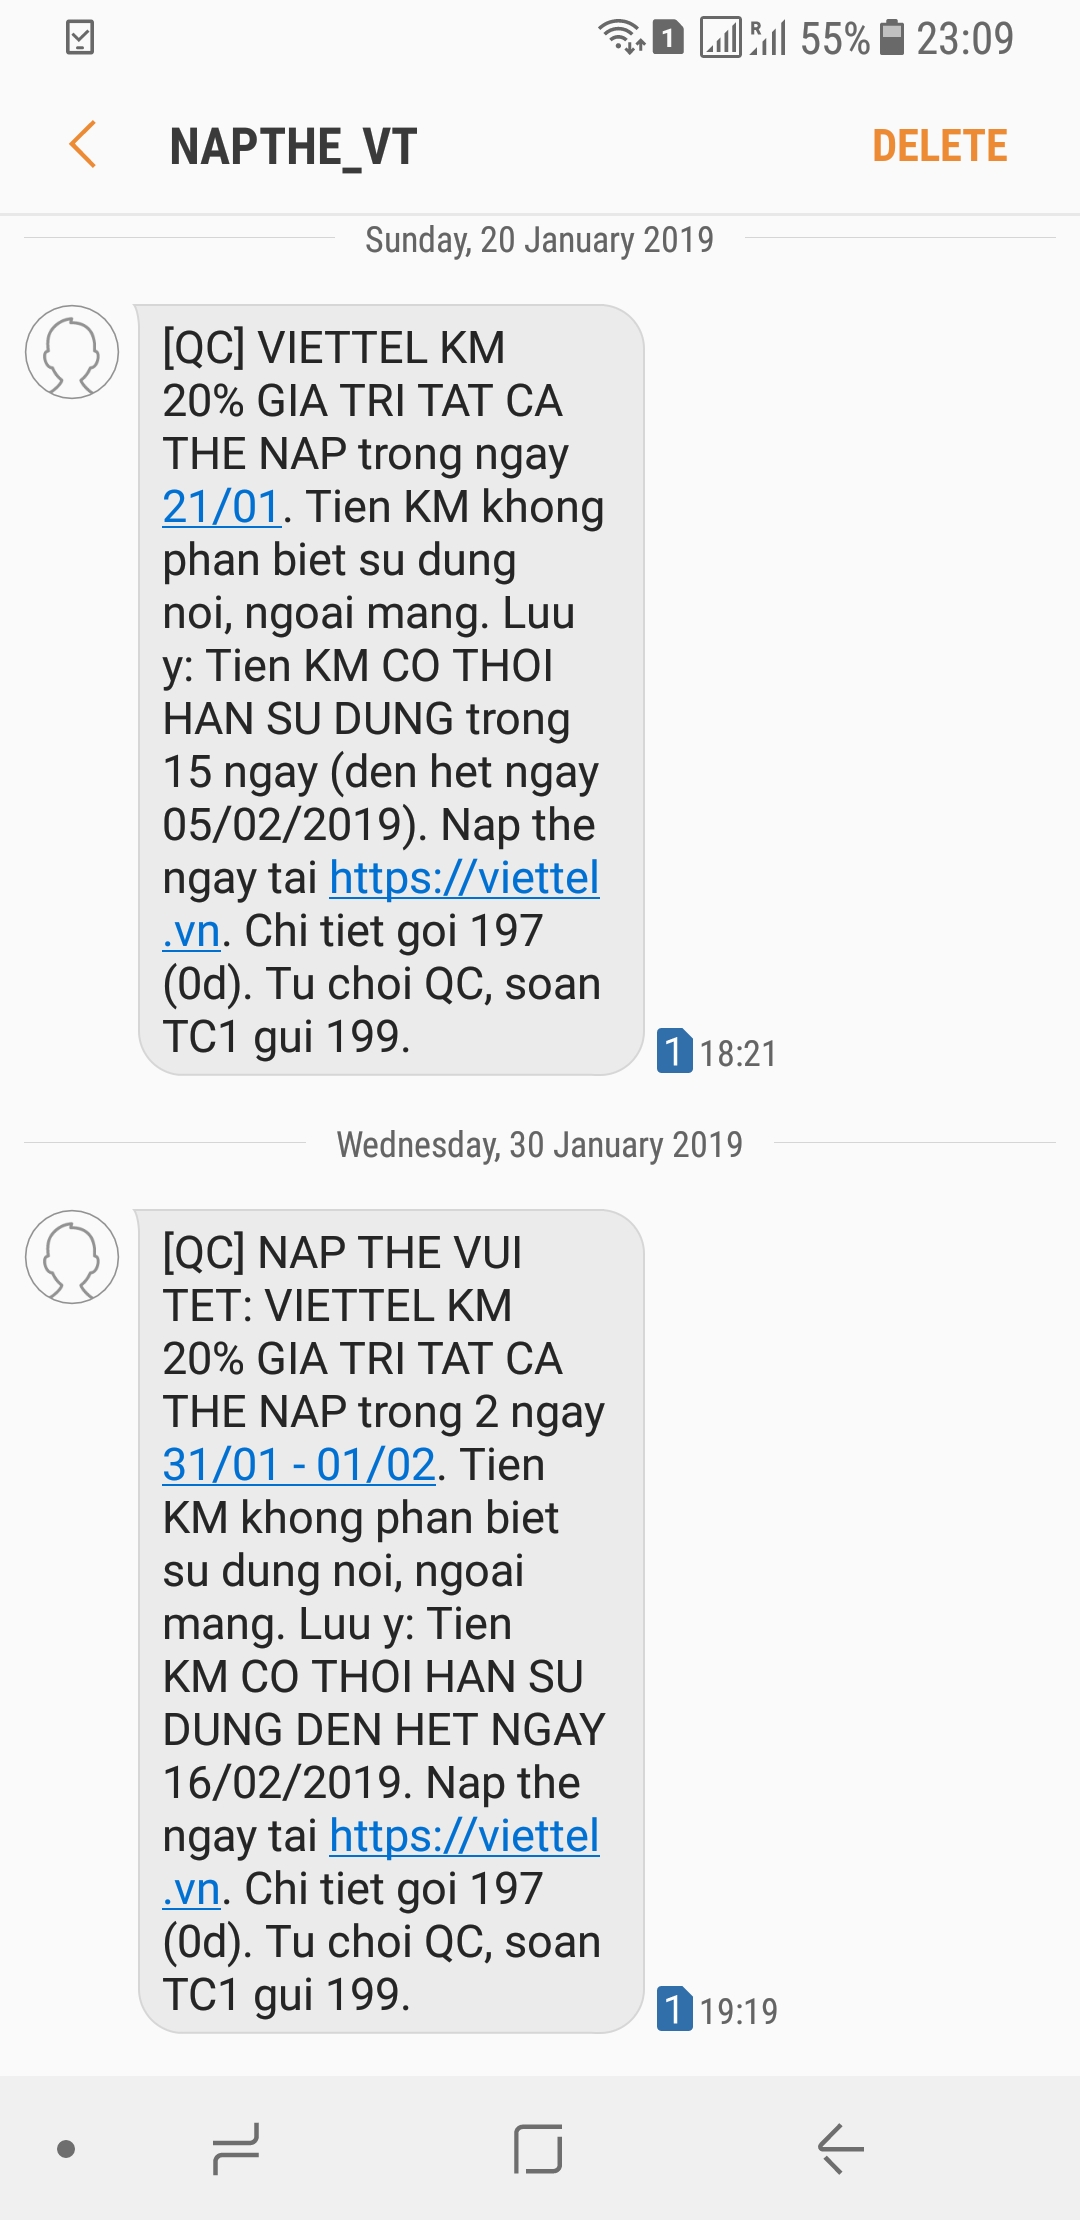 1 R 55% 23:09
NAPTHE_VT DELETE
Sunday, 20 January 2019
[QC] VIETTEL KM
20% GIA TRI TAT CA
THE NAP trong ngay
21/01. Tien KM khong
phan biet su dung
noi, ngoai mang. Luu
y: Tien KM CO THOI
HAN SU DUNG trong
15 ngay (den het ngay
05/02/2019). Nap the
ngay tai https://viettel
.vn. Chi tiet goi 197
(0d). Tu choi QC, soan
TC1 gui 199.
1 18:21
Wednesday, 30 January 2019
[QC] NAP THE VUI
TET: VIETTEL KM
20% GIA TRI TAT CA
THE NAP trong 2 ngay
31/01 - 01/02. Tien
KM khong phan biet
su dung noi, ngoai
mang. Luu y: Tien
KM CO THOI HAN SU
DUNG DEN HET NGAY
16/02/2019. Nap the
ngay tai https://viettel
.vn. Chi tiet goi 197
(0d). Tu choi QC, soan
TC1 gui 199.
1 19:19